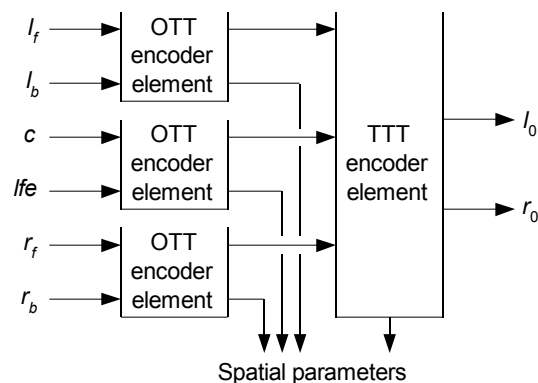 l_f
OTT
encoder
element
l_b
c
OTT
encoder
element
lfe
r_f
OTT
encoder
element
r_b
TTT
encoder
element
l_0
r_0
Spatial parameters